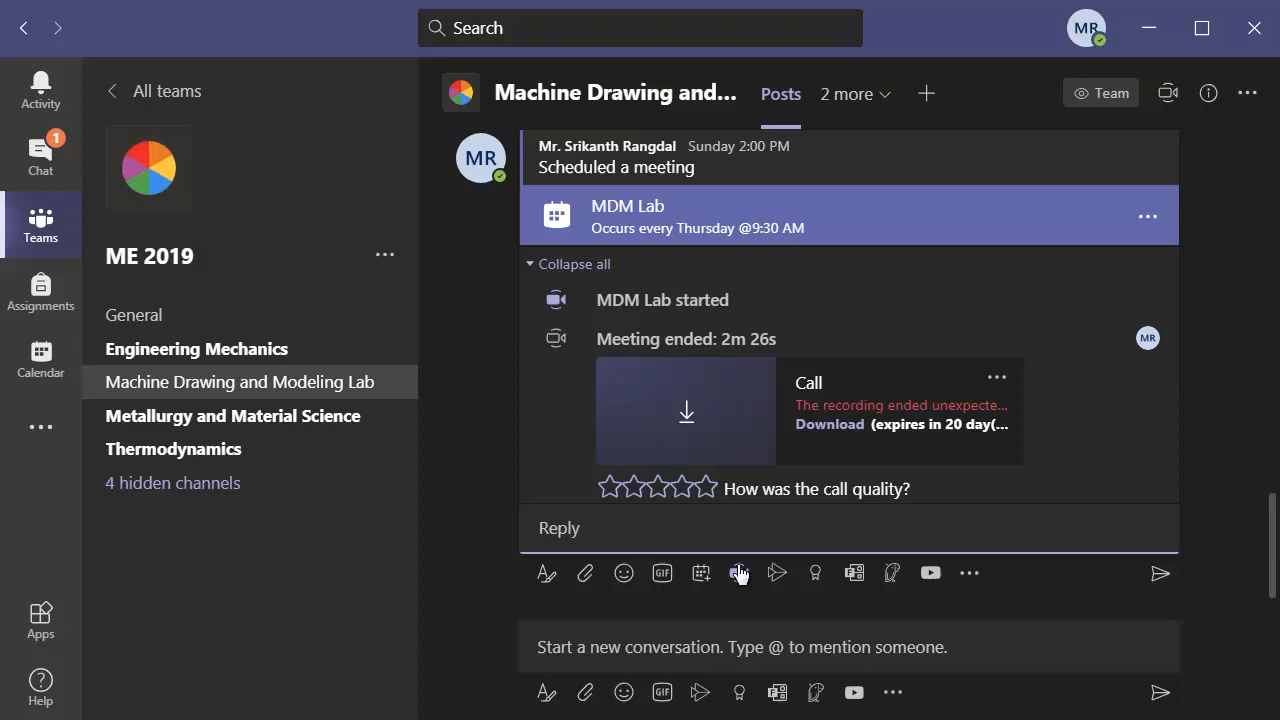 Search
MR
Activity
Chat
1
Teams
Assignments
Calendar
Apps
Help
All teams
ME 2019
General
Engineering Mechanics
Machine Drawing and Modeling Lab
Metallurgy and Material Science
Thermodynamics
4 hidden channels
Machine Drawing and...
Posts
2 more
Team
MR
Mr. Srikanth Rangdal Sunday 2:00 PM
Scheduled a meeting
MDM Lab
Occurs every Thursday @9:30 AM
Collapse all
MDM Lab started
Meeting ended: 2m 26s
MR
Call
The recording ended unexpecte...
Download (expires in 20 day(...
How was the call quality?
Reply
GIF
Start a new conversation. Type @ to mention someone.
GIF